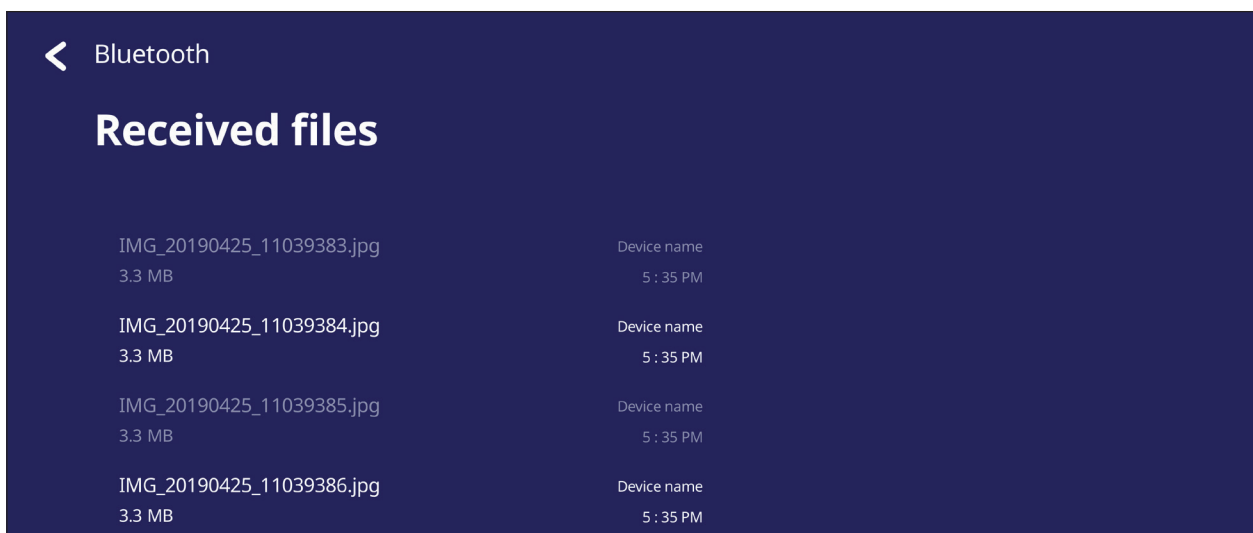 Bluetooth
Received files
IMG_20190425_11039383.jpg Device name
3.3 MB 5 : 35 PM
IMG_20190425_11039384.jpg Device name
3.3 MB 5 : 35 PM
IMG_20190425_11039385.jpg Device name
3.3 MB 5 : 35 PM
IMG_20190425_11039386.jpg Device name
3.3 MB 5 : 35 PM